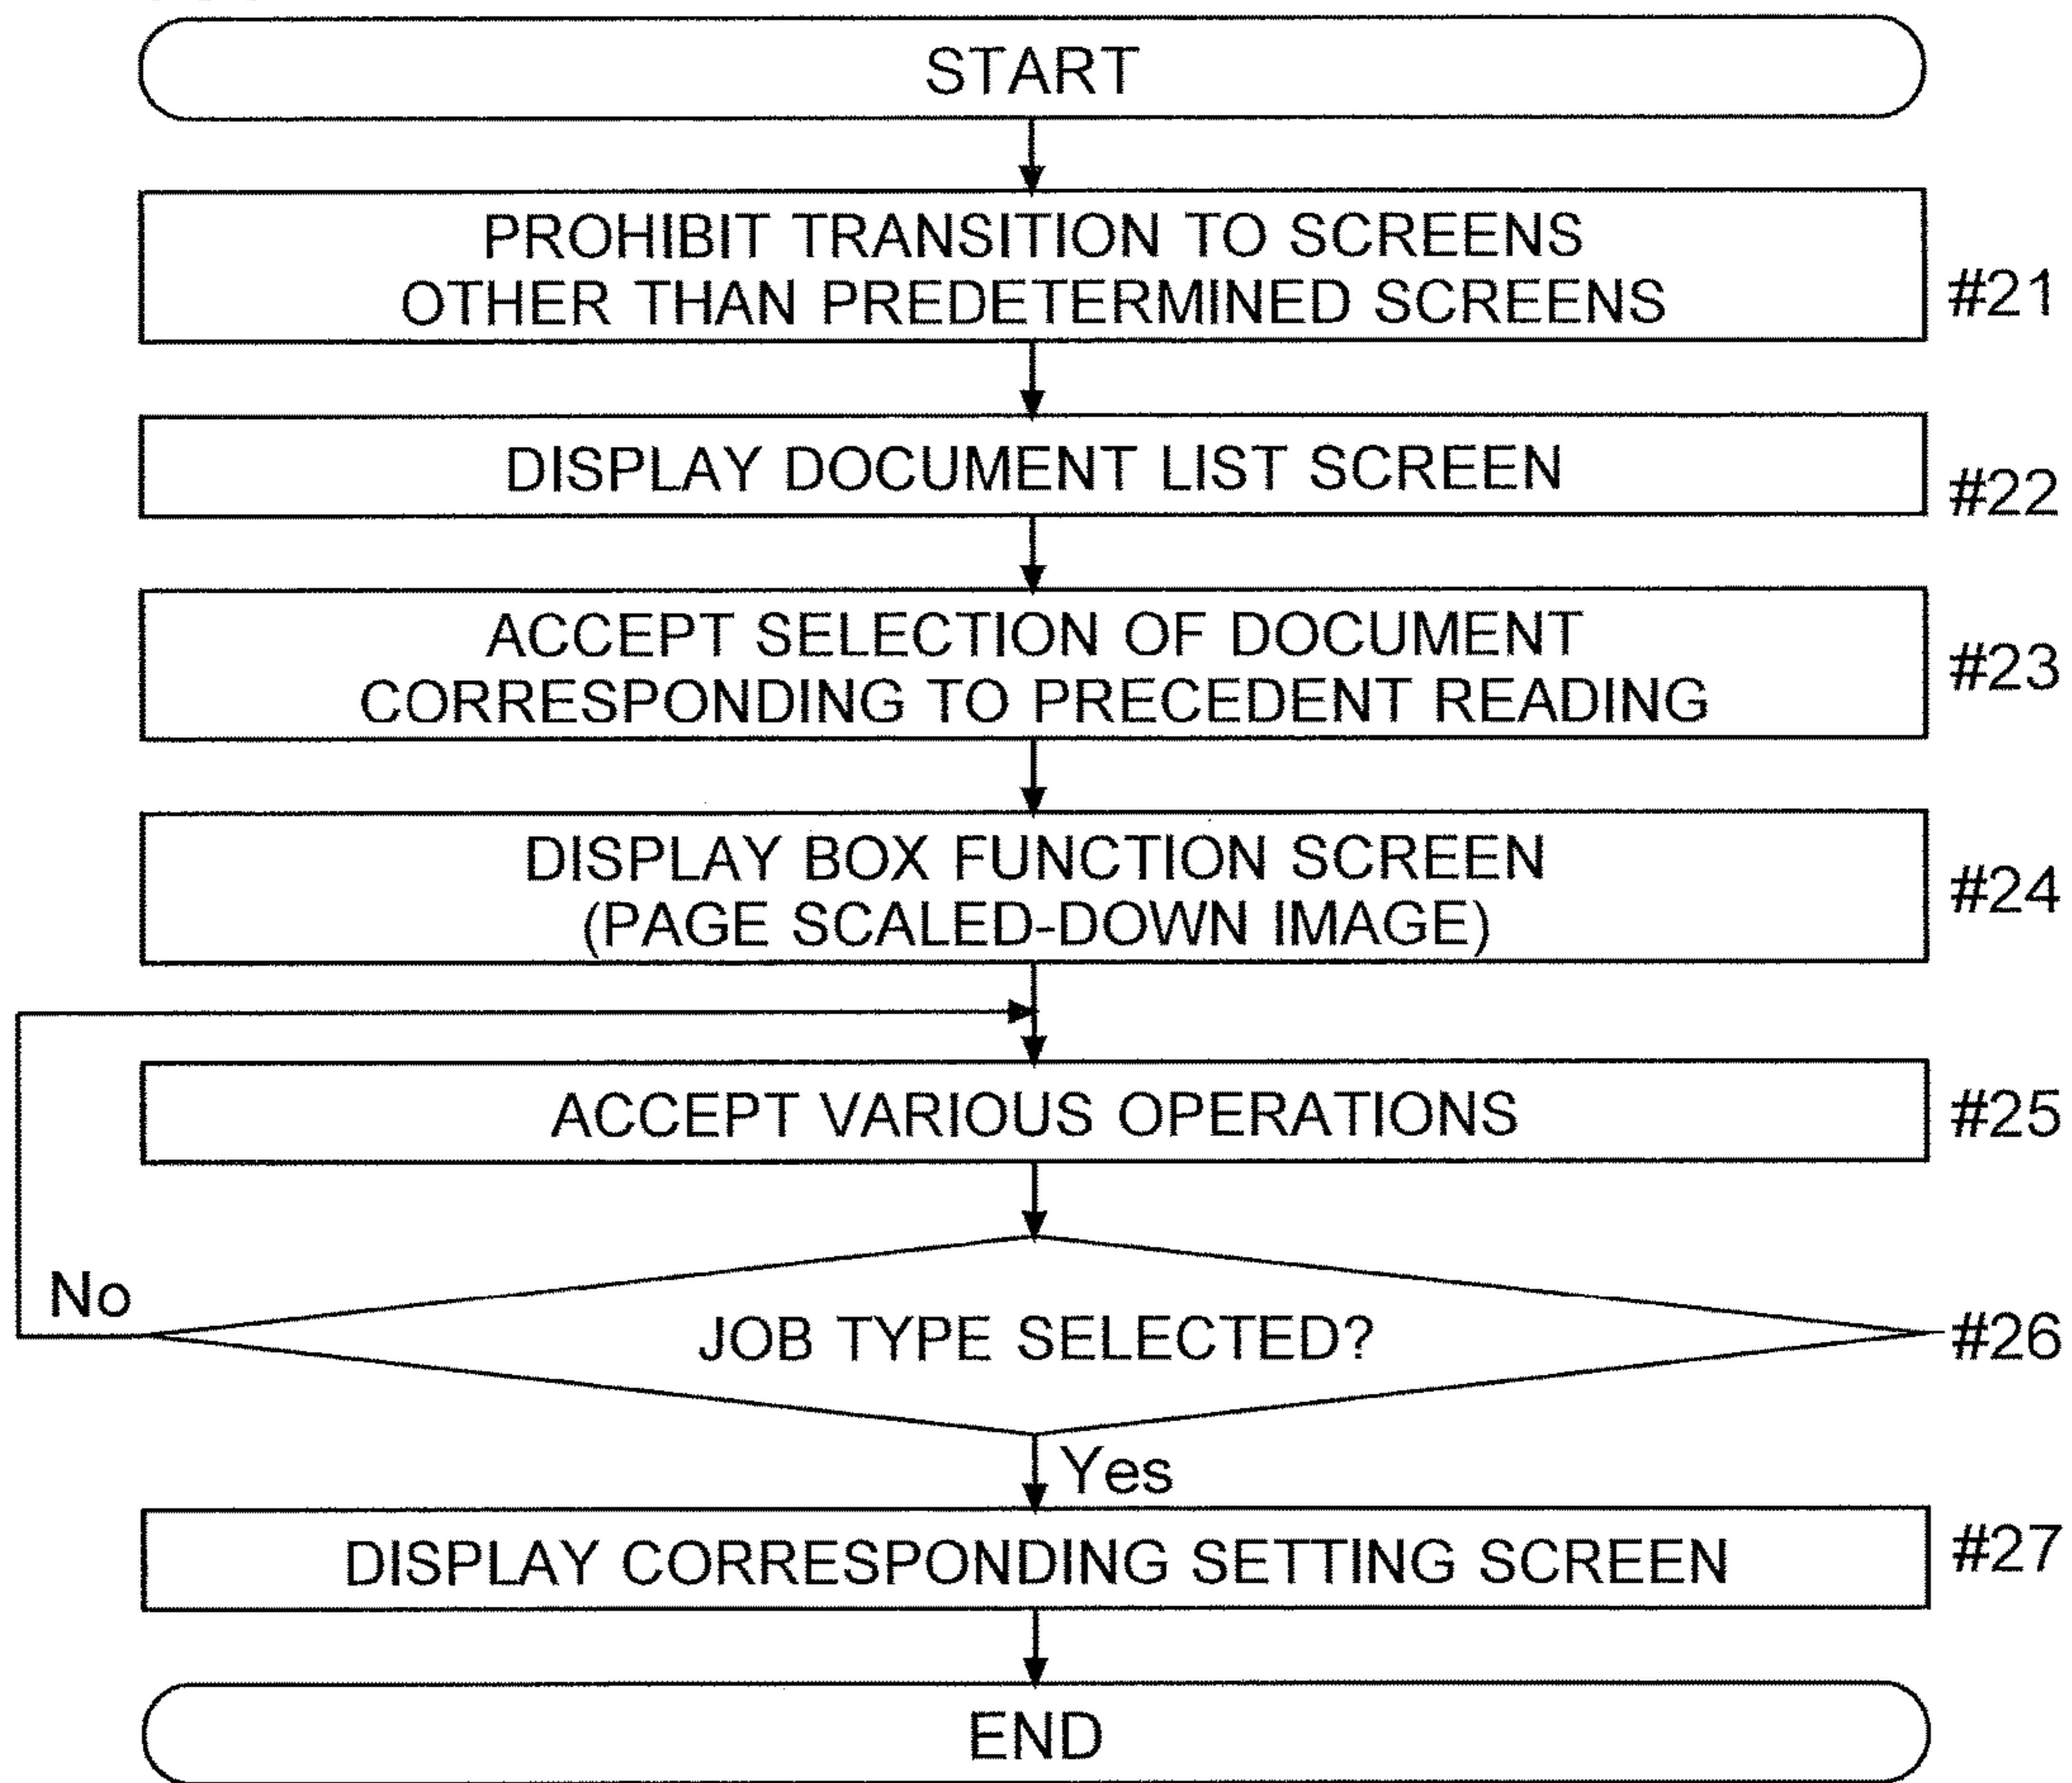 START
PROHIBIT TRANSITION TO SCREENS
OTHER THAN PREDETERMINED SCREENS
#21
DISPLAY DOCUMENT LIST SCREEN
#22
ACCEPT SELECTION OF DOCUMENT
CORRESPONDING TO PRECEDENT READING
#23
DISPLAY BOX FUNCTION SCREEN
(PAGE SCALED-DOWN IMAGE)
#24
ACCEPT VARIOUS OPERATIONS
#25
No
JOB TYPE SELECTED?
#26
Yes
DISPLAY CORRESPONDING SETTING SCREEN
#27
END